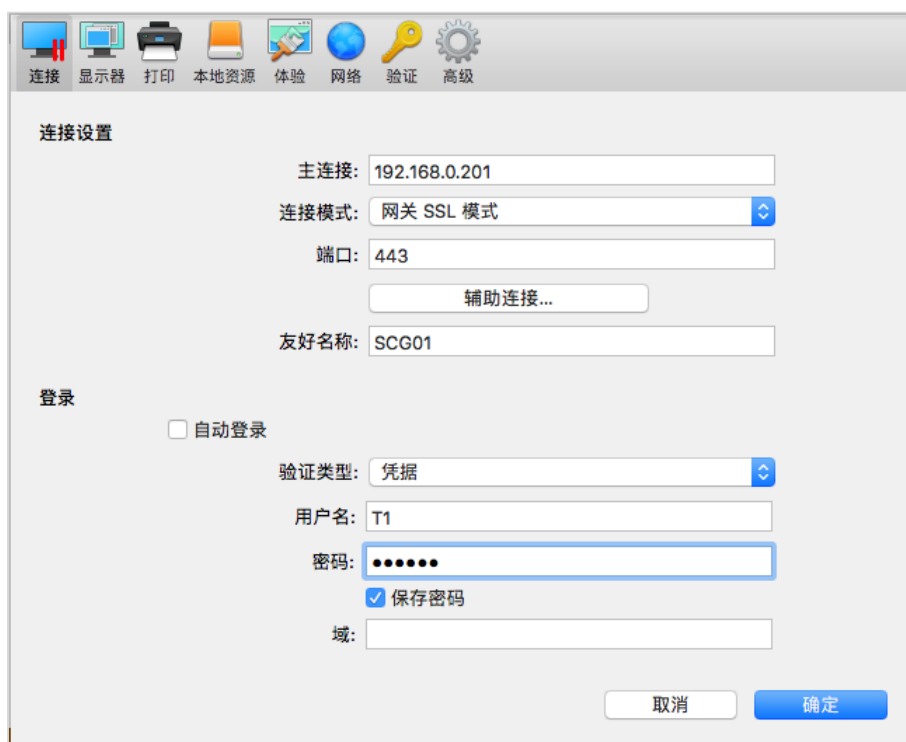 连接 显示器 打印 本地资源 体验 网络 验证 高级
连接设置
主连接: 192.168.0.201
连接模式: 网关 SSL 模式
端口: 443
辅助连接...
友好名称: SCG01
登录
自动登录
验证类型: 凭据
用户名: T1
密码: ●●●●●●
保存密码
域:
取消 确定